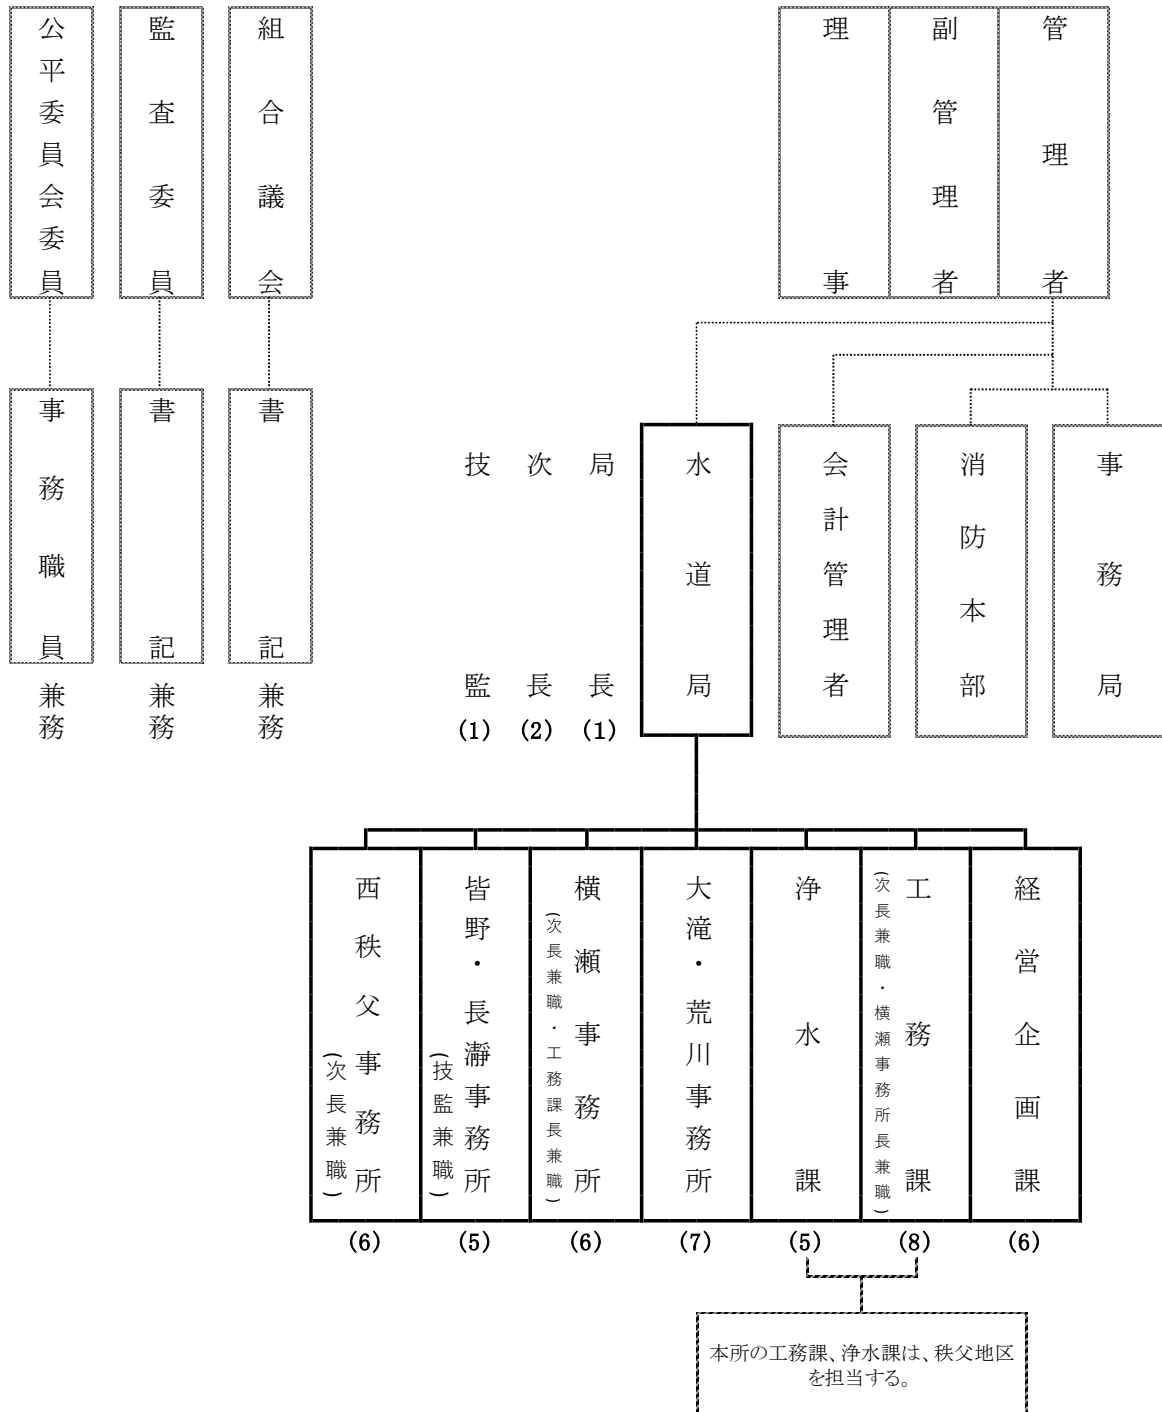 管理者
副管理者
理事
組合議会
監査委員
公平委員会委員
書記
兼務
書記
兼務
事務職員
兼務
事務局
消防本部
会計管理者
水道局
局長
(1)
次長
(2)
技監
(1)
経営企画課
(6)
工務課
(次長兼職・横瀬事務所長兼職)
(8)
浄水課
(5)
大滝・荒川事務所
(7)
横瀬事務所
(次長兼職・工務課長兼職)
(6)
皆野・長瀞事務所
(技監兼職)
(5)
西秩父事務所
(次長兼職)
(6)
本所の工務課、浄水課は、秩父地区
を担当する。